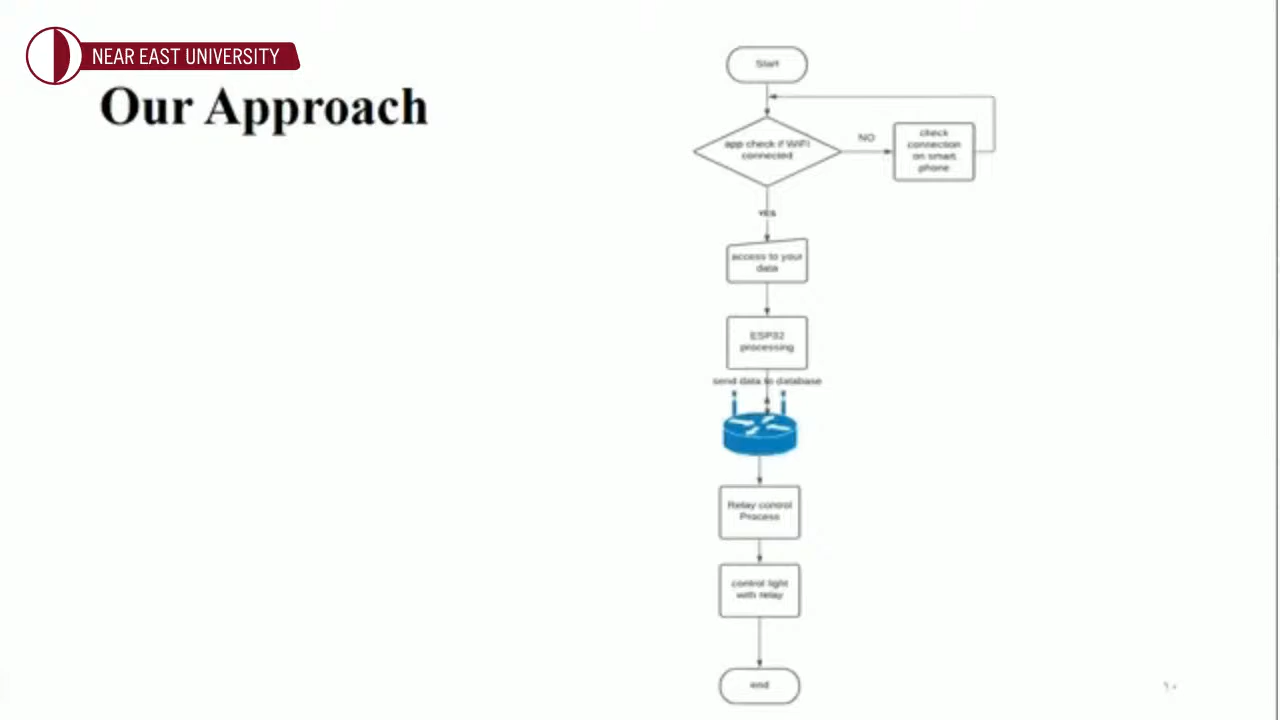 NEAR EAST UNIVERSITY
Our Approach
Start
app check if WiFi
connected
NO
check
connection
on smart
phone
YES
access to your
data
ESP32
processing
send data to database
Relay control
Process
control light
with relay
end
١٠